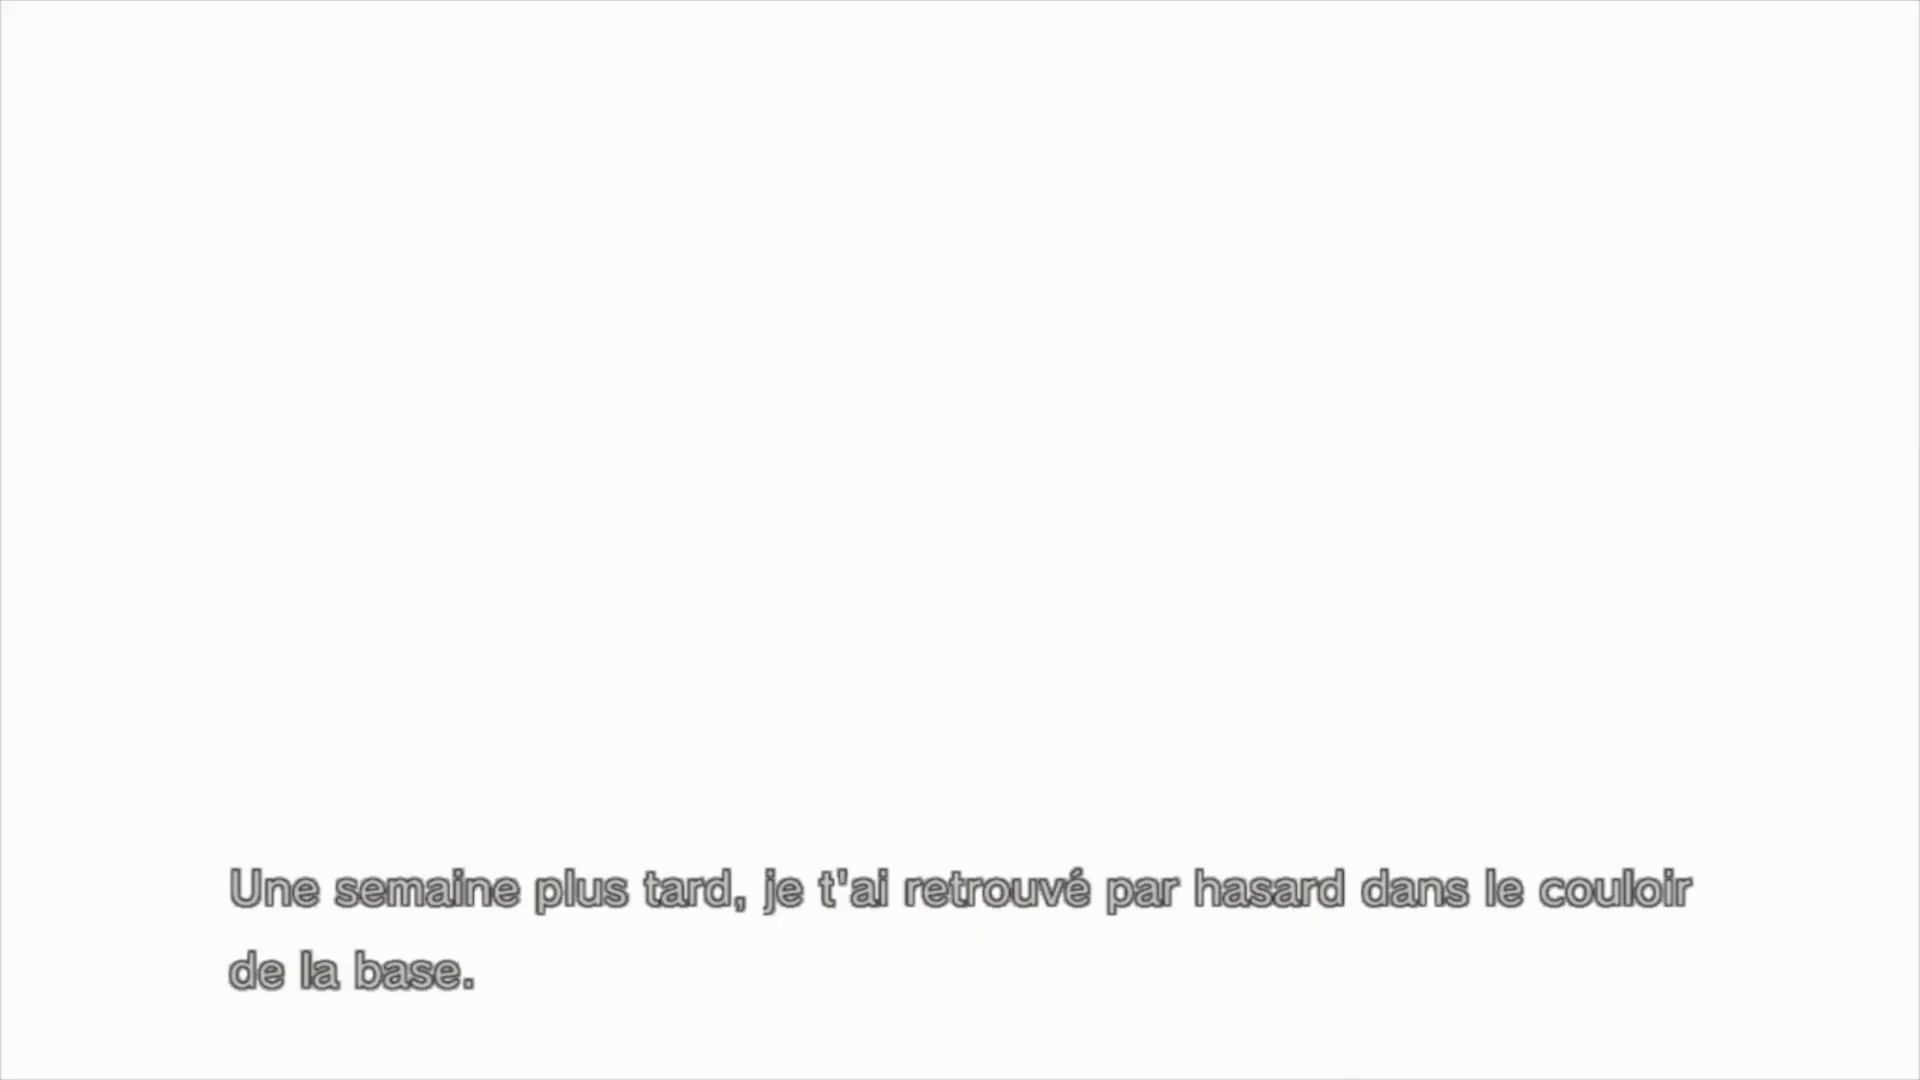 Une semaine plus tard, je t'ai retrouvé par hasard dans le couloir
de la base.